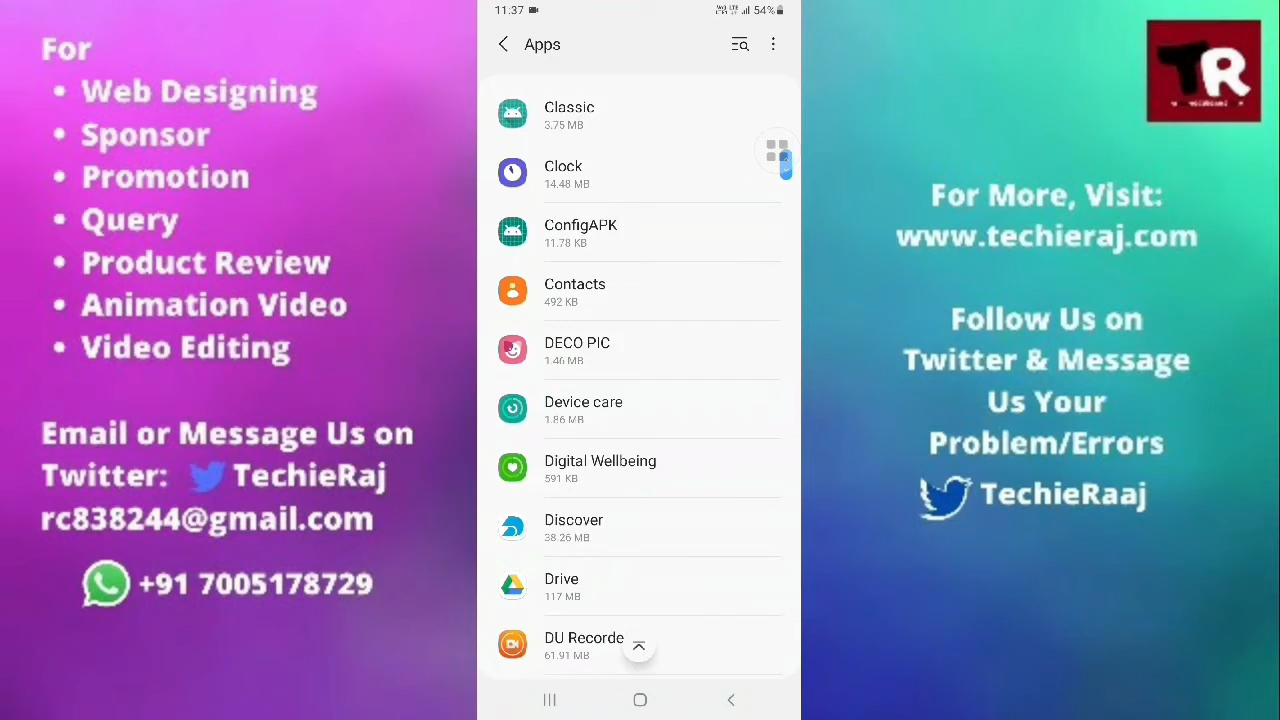 For
• Web Designing
• Sponsor
• Promotion
• Query
• Product Review
• Animation Video
• Video Editing
Email or Message Us on
Twitter: TechieRaj
rc838244@gmail.com
+91 7005178729
11:37
LTE 54%
Apps
Classic
3.75 MB
Clock
14.48 MB
ConfigAPK
11.78 KB
Contacts
492 KB
DECO PIC
1.46 MB
Device care
1.86 MB
Digital Wellbeing
591 KB
Discover
38.26 MB
Drive
117 MB
DU Recorde
61.91 MB
TR
For More, Visit:
www.techieraj.com
Follow Us on
Twitter & Message
Us Your
Problem/Errors
TechieRaaj